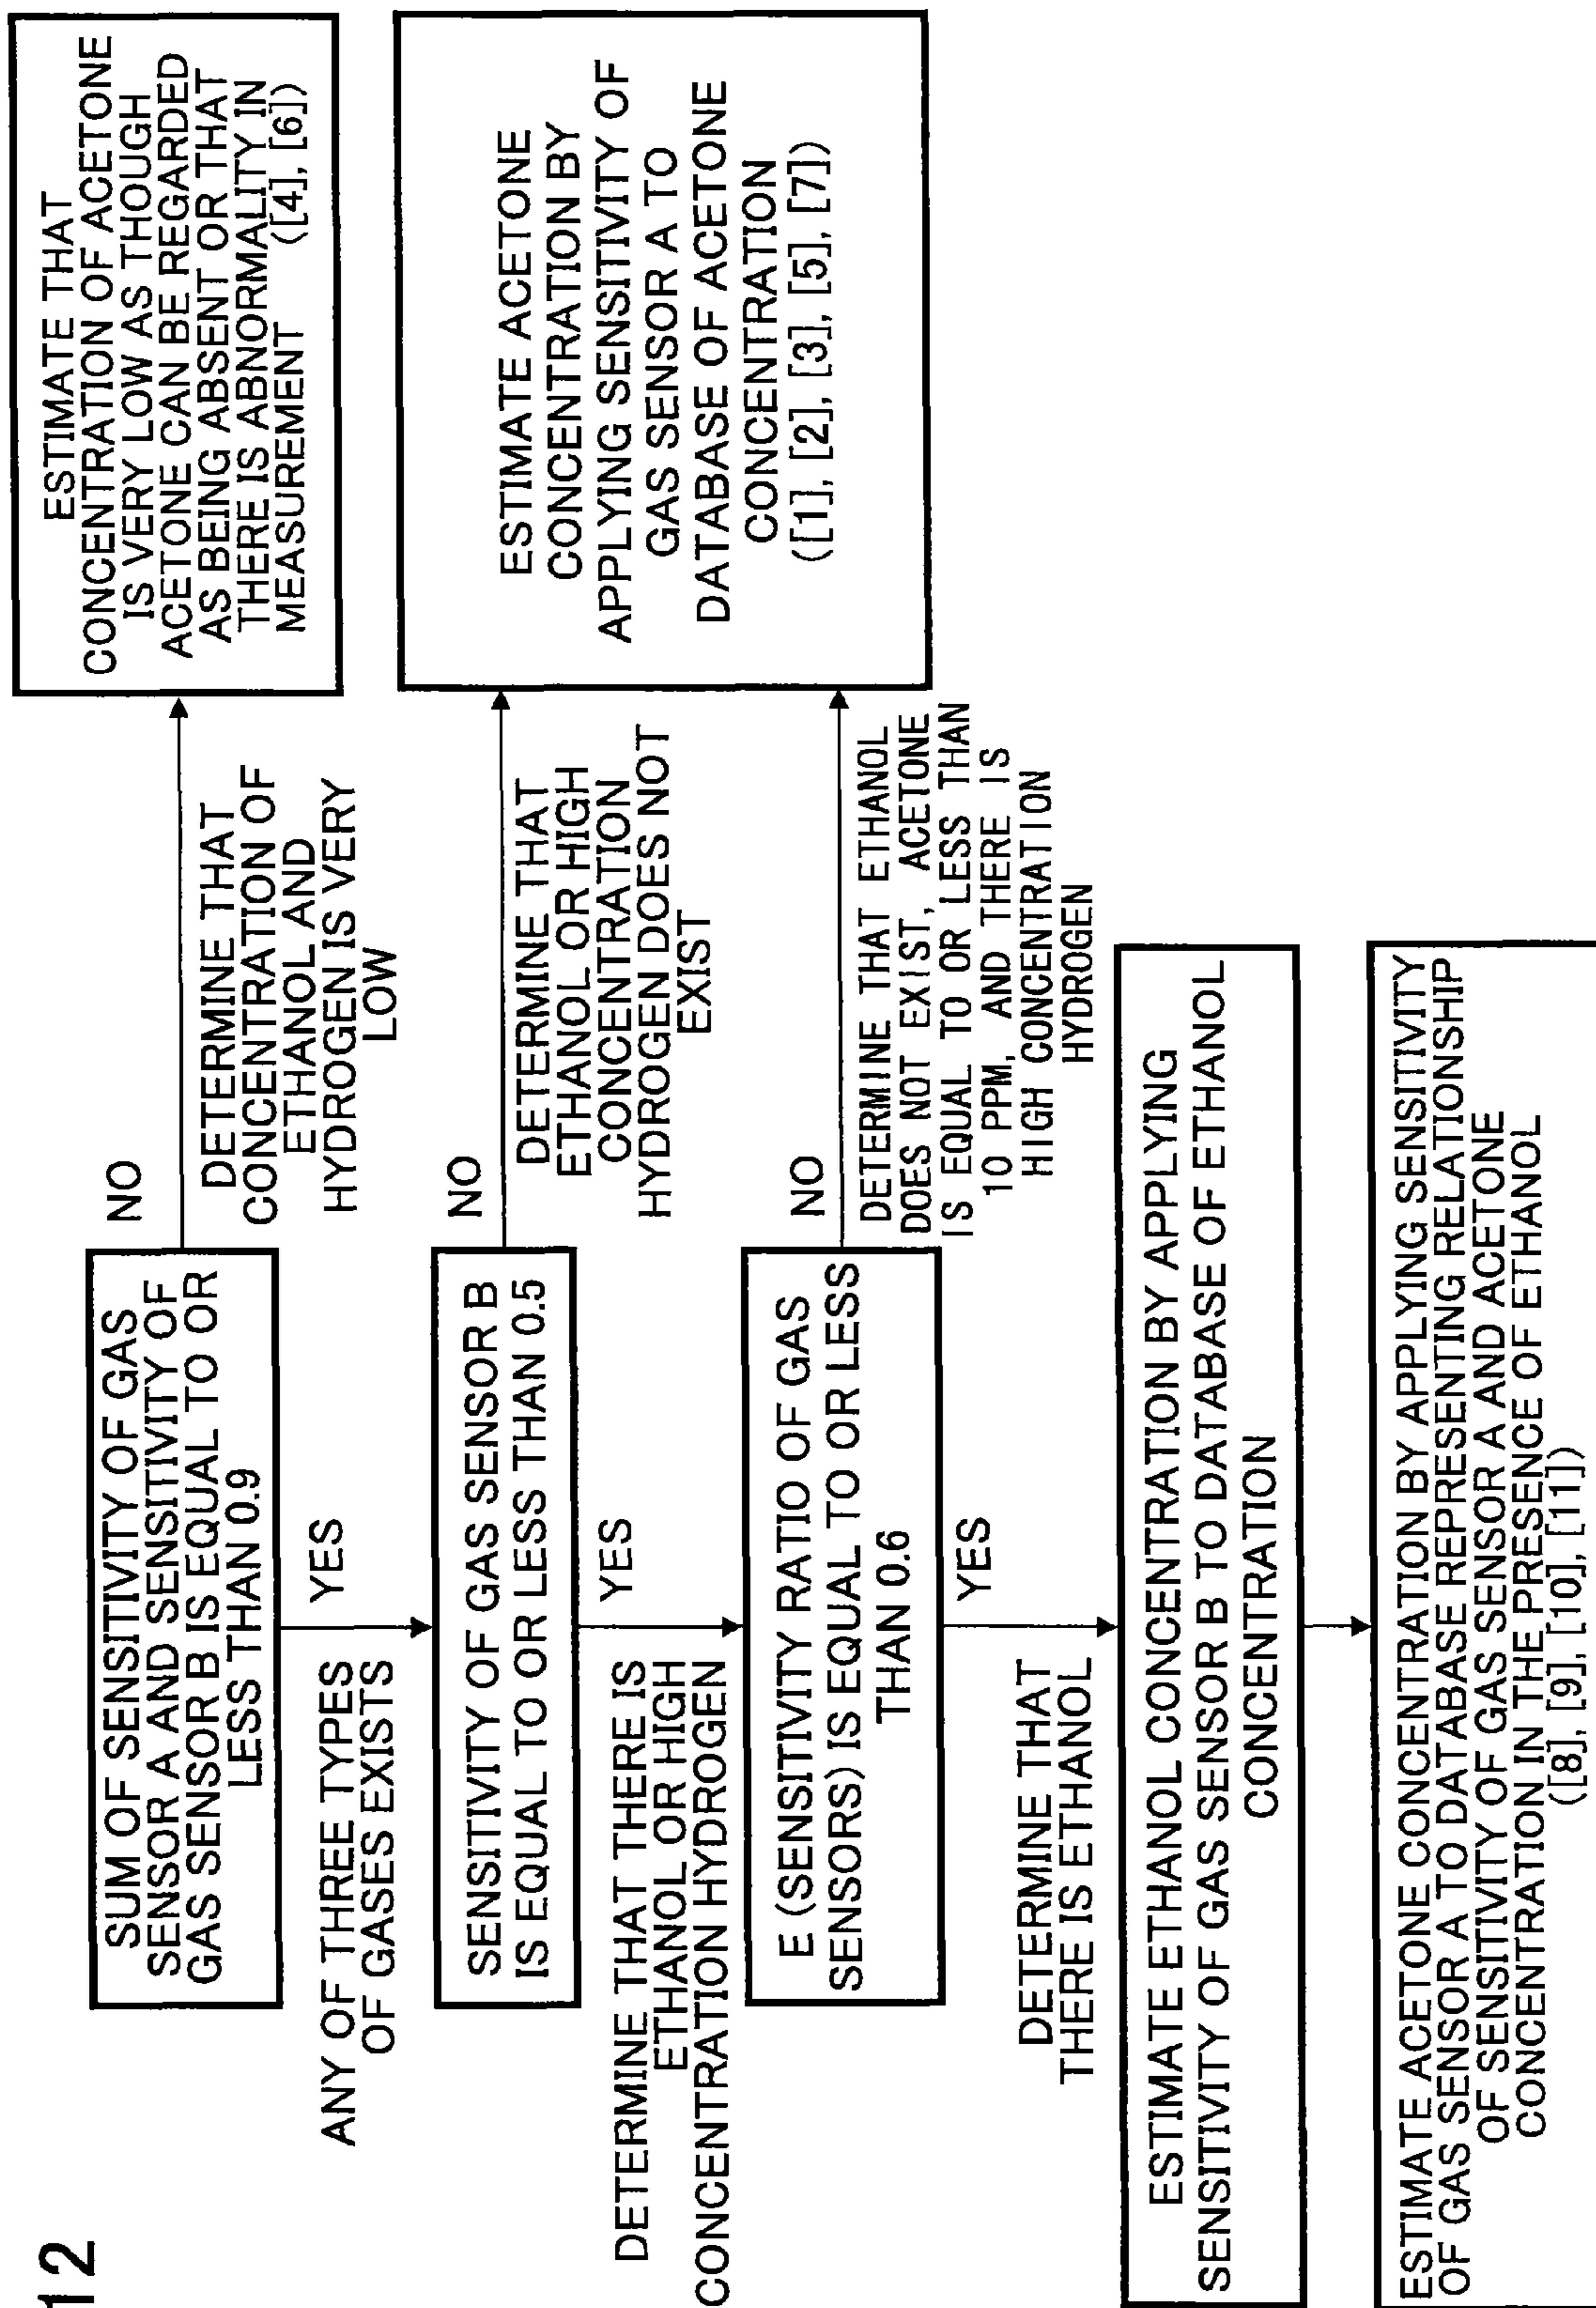 12
SUM OF SENSITIVITY OF GAS
SENSOR A AND SENSITIVITY OF
GAS SENSOR B IS EQUAL TO OR
LESS THAN 0.9
NO
DETERMINE THAT
CONCENTRATION OF
ETHANOL AND
HYDROGEN IS VERY
LOW
ESTIMATE THAT
CONCENTRATION OF ACETONE
IS VERY LOW AS THOUGH
ACETONE CAN BE REGARDED
AS BEING ABSENT OR THAT
THERE IS ABNORMALITY IN
MEASUREMENT ([4], [6])
ANY OF THREE TYPES
OF GASES EXISTS
YES
SENSITIVITY OF GAS SENSOR B
IS EQUAL TO OR LESS THAN 0.5
NO
DETERMINE THAT
ETHANOL OR HIGH
CONCENTRATION
HYDROGEN DOES NOT
EXIST
ESTIMATE ACETONE
CONCENTRATION BY
APPLYING SENSITIVITY OF
GAS SENSOR A TO
DATABASE OF ACETONE
CONCENTRATION
([1], [2], [3], [5], [7])
DETERMINE THAT THERE IS
ETHANOL OR HIGH
CONCENTRATION HYDROGEN
YES
E (SENSITIVITY RATIO OF GAS
SENSORS) IS EQUAL TO OR LESS
THAN 0.6
NO
DETERMINE THAT ETHANOL
DOES NOT EXIST, ACETONE
IS EQUAL TO OR LESS THAN
10 PPM, AND THERE IS
HIGH CONCENTRATION
HYDROGEN
DETERMINE THAT
THERE IS ETHANOL
YES
ESTIMATE ETHANOL CONCENTRATION BY APPLYING
SENSITIVITY OF GAS SENSOR B TO DATABASE OF ETHANOL
CONCENTRATION
ESTIMATE ACETONE CONCENTRATION BY APPLYING SENSITIVITY
OF GAS SENSOR A TO DATABASE REPRESENTING RELATIONSHIP
OF SENSITIVITY OF GAS SENSOR A AND ACETONE
CONCENTRATION IN THE PRESENCE OF ETHANOL
([8], [9], [10], [11])